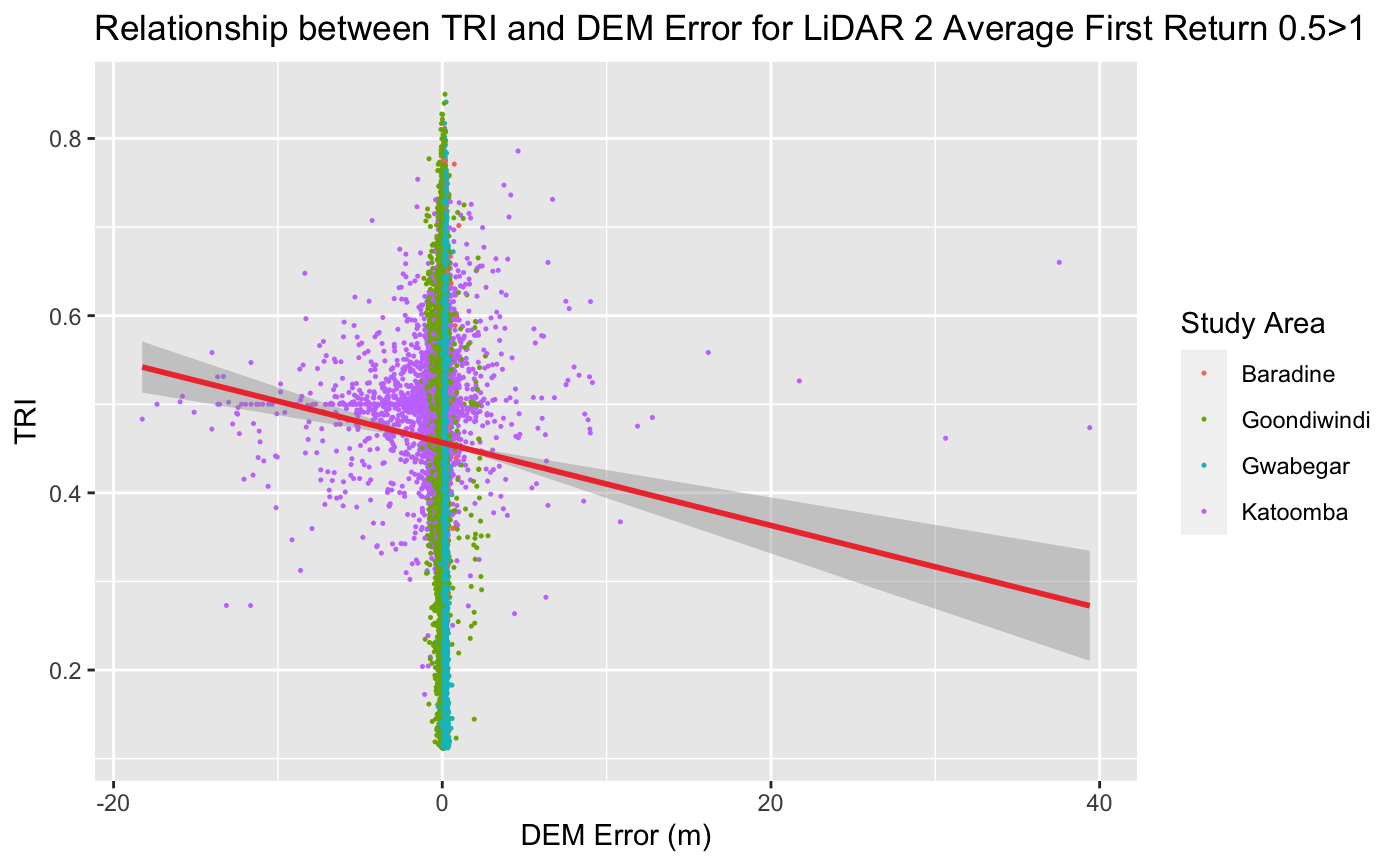 Relationship between TRI and DEM Error for LiDAR 2 Average First Return 0.5>1
TRI
0.8
0.6
0.4
0.2
-20
0
20
40
DEM Error (m)
Study Area
Baradine
Goondiwindi
Gwabegar
Katoomba